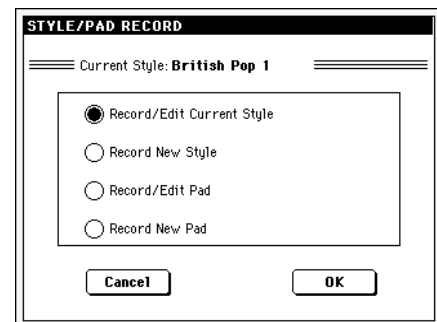 STYLE/PAD RECORD
Current Style: British Pop 1
Record/Edit Current Style
Record New Style
Record/Edit Pad
Record New Pad
Cancel OK